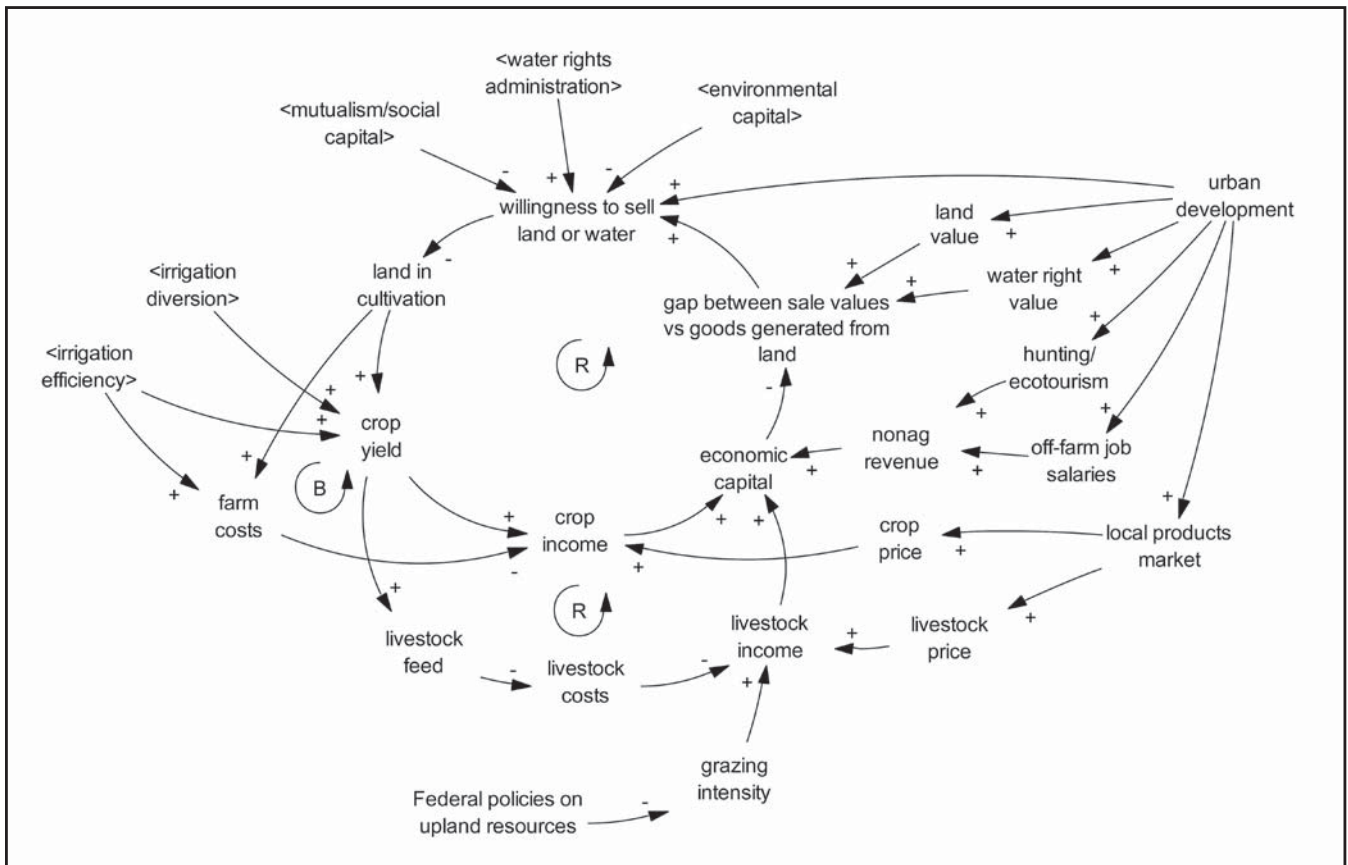 <water rights
administration>
<environmental
capital>
<mutualism/social
capital>
-
+
-
+
willingness to sell
land or water
+
urban
development
land
value
+
-
<irrigation
diversion>
land in
cultivation
+
+
water right
value
+
gap between sale values
vs goods generated from
land
+
<irrigation
efficiency>
R
hunting/
ecotourism
+
+
+
-
crop
yield
+
+
nonag
revenue
+
off-farm job
salaries
+
economic
capital
+
B
+
farm
costs
+
+
+
+
crop
income
-
+
crop
price
+
local products
market
+
R
livestock
feed
-
livestock
costs
-
livestock
income
+
livestock
price
+
+
grazing
intensity
Federal policies on
upland resources
-